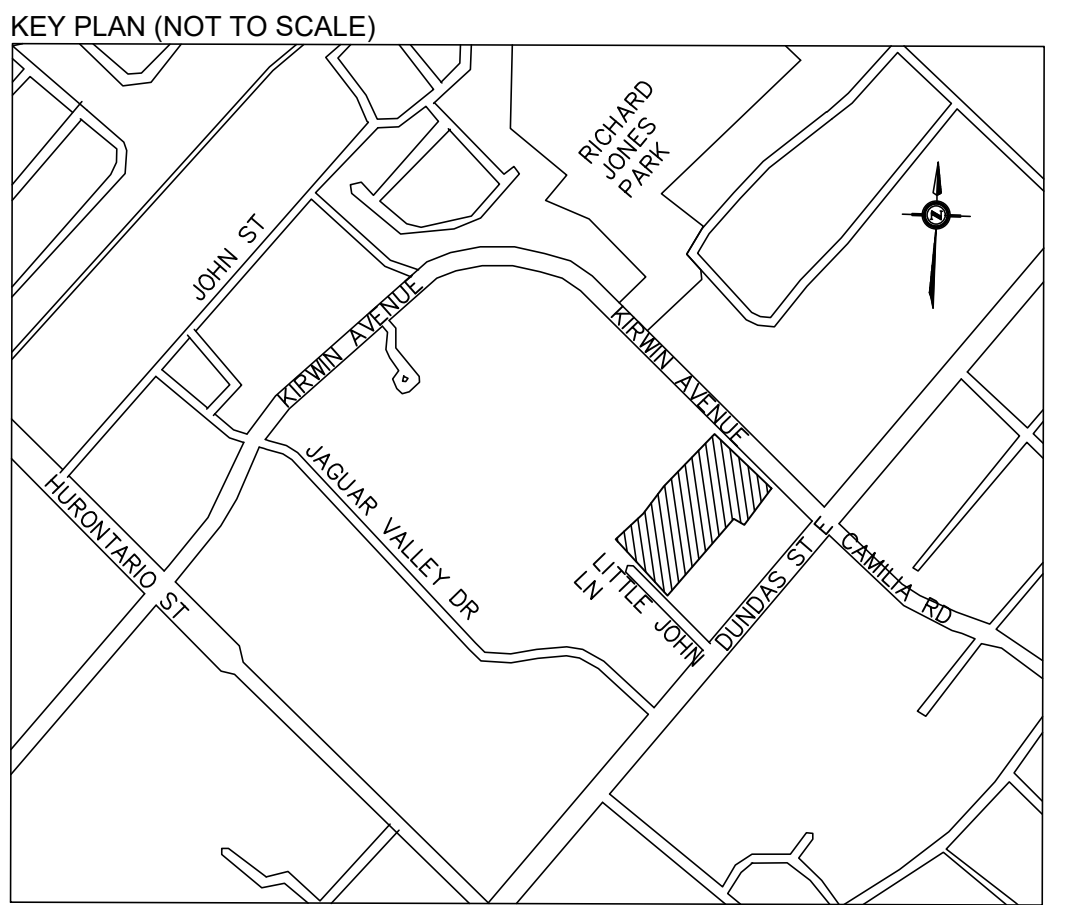 KEY PLAN (NOT TO SCALE)
RICHARD
JONES
PARK
JOHN ST
N
KIRWIN AVENUE
KIRWIN AVENUE
JAGUAR VALLEY DR
HURONTARIO ST
LITTLE JOHN
LN
DUNDAS ST E
CAMILIA RD